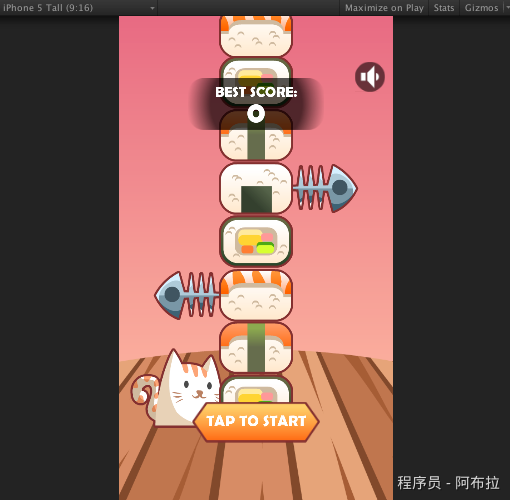 iPhone 5 Tall (9:16)
Maximize on Play Stats Gizmos
BEST SCORE:
0
TAP TO START
程序员 - 阿布拉